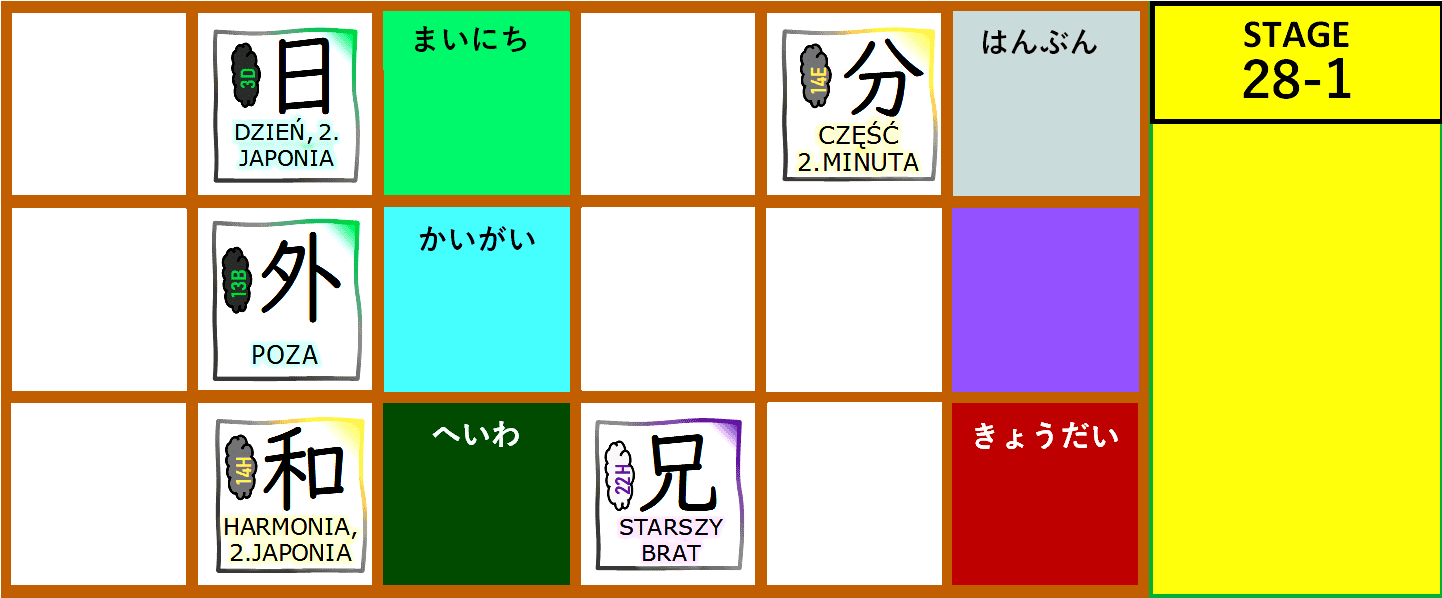 3D
日
DZIEŃ, 2.
JAPONIA
まいにち
14E
分
CZĘŚĆ
2.MINUTA
はんぶん
STAGE
28-1
13B
外
POZA
かいがい
14H
和
HARMONIA,
2.JAPONIA
へいわ
22H
兄
STARSZY
BRAT
きょうだい